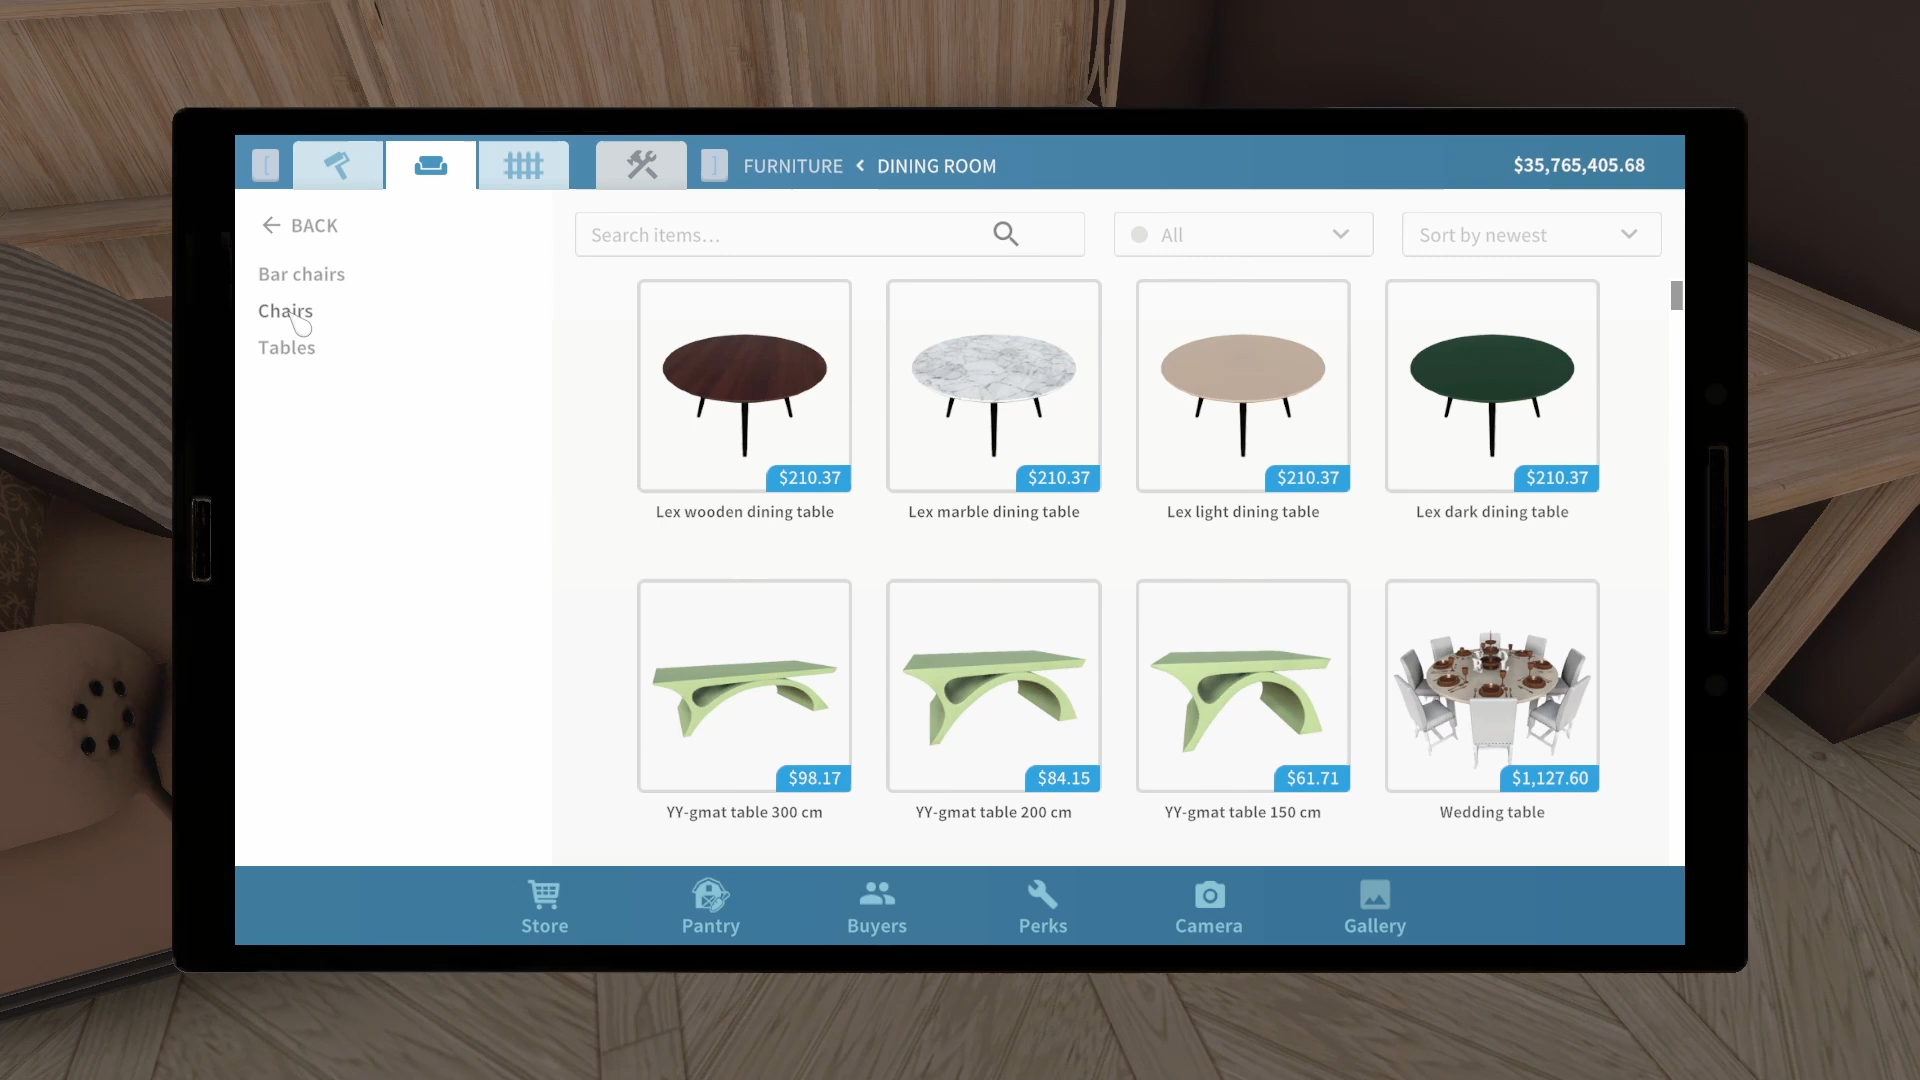 [
]
FURNITURE < DINING ROOM
$35,765,405.68
BACK
Bar chairs
Chairs
Tables
Search items...
All
Sort by newest
$210.37
$210.37
$210.37
$210.37
Lex wooden dining table
Lex marble dining table
Lex light dining table
Lex dark dining table
$98.17
$84.15
$61.71
$1,127.60
YY-gmat table 300 cm
YY-gmat table 200 cm
YY-gmat table 150 cm
Wedding table
Store
Pantry
Buyers
Perks
Camera
Gallery